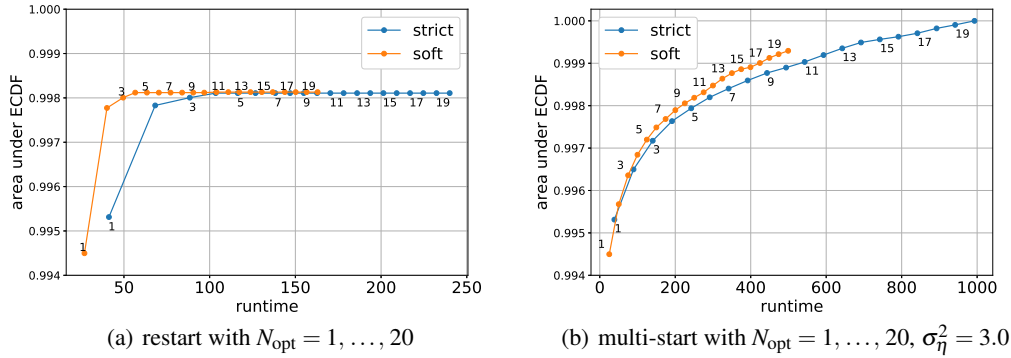 1.000
0.999
0.998
0.997
0.996
0.995
0.994
area under ECDF
strict
soft
3 5 7 9 11 13 15 17 19
3 5 7 9 11 13 15 17 19
1
1
50 100 150 200 250
runtime
(a) restart with N_opt = 1, ..., 20
1.000
0.999
0.998
0.997
0.996
0.995
0.994
area under ECDF
strict
soft
1 3 5 7 9 11 13 15 17 19
1 3 5 7 9 11 13 15 17 19
0 200 400 600 800 1000
runtime
(b) multi-start with N_opt = 1, ..., 20, σ_η^2 = 3.0